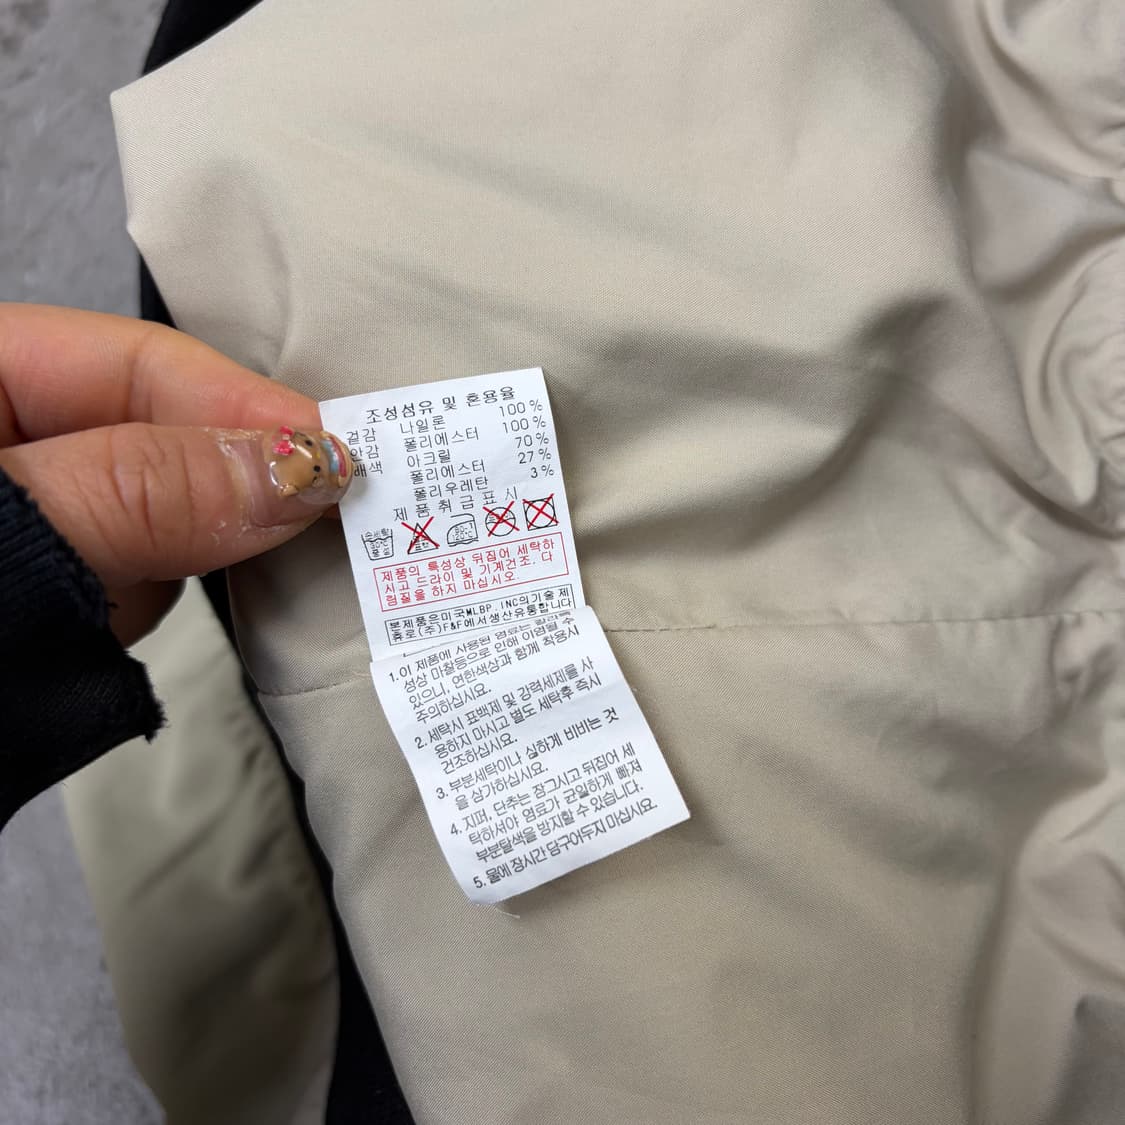 조성섬유 및 혼용율
겉감 나일론 100 %
안감 폴리에스터 100 %
배색 아크릴 70 %
폴리에스터 27 %
폴리우레탄 3 %
제품취급표시
제품의 특성상 뒤집어 세탁하
시고 드라이 및 기계건조. 다
림질을 하지 마십시오.
본제품은미국MLBP.INC의기술제
휴로(주)F&F에서생산유통합니다
1.이 제품에 사용된 염료는
성상 마찰등으로 인해 이염될 수
있으니, 연한색상과 함께 착용시
주의하십시요.
2. 세탁시 표백제 및 강력세제를 사
용하지 마시고 별도 세탁후 즉시
건조하십시요.
3. 부분세탁이나 심하게 비비는 것
을 삼가하십시요.
4. 지퍼, 단추는 장그시고 뒤집어 세
탁하셔야 염료가 균일하게 빠져
부분탈색을 방지할 수 있습니다.
5. 물에 장시간 담구어두지 마십시요.